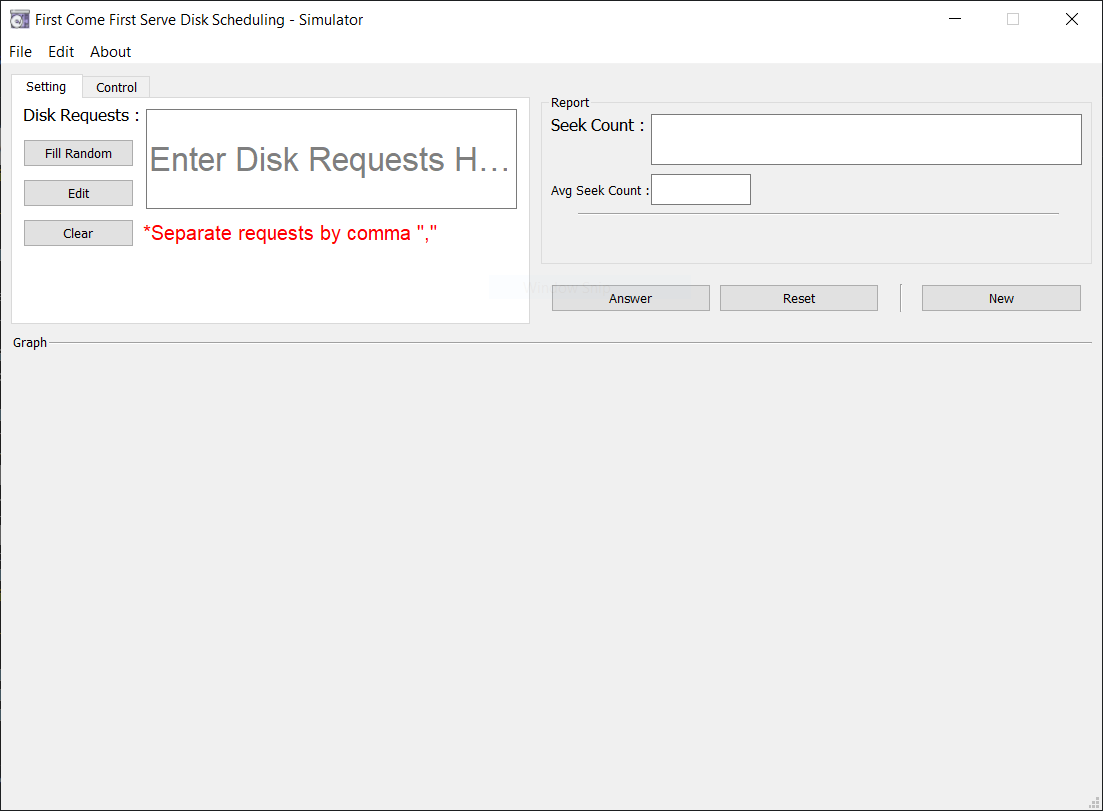 First Come First Serve Disk Scheduling - Simulator
File Edit About
Setting Control
Disk Requests :
Enter Disk Requests H...
Fill Random
Edit
Clear
*Separate requests by comma ","
Report
Seek Count :
Avg Seek Count :
Answer Reset New
Graph